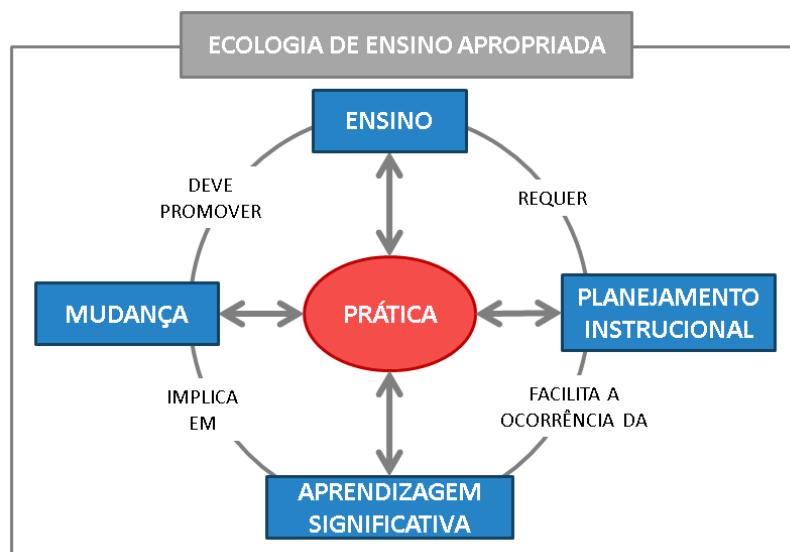 ECOLOGIA DE ENSINO APROPRIADA
ENSINO
DEVE
PROMOVER
REQUER
MUDANÇA
PRÁTICA
PLANEJAMENTO
INSTRUCIONAL
IMPLICA
EM
FACILITA A
OCORRÊNCIA DA
APRENDIZAGEM
SIGNIFICATIVA